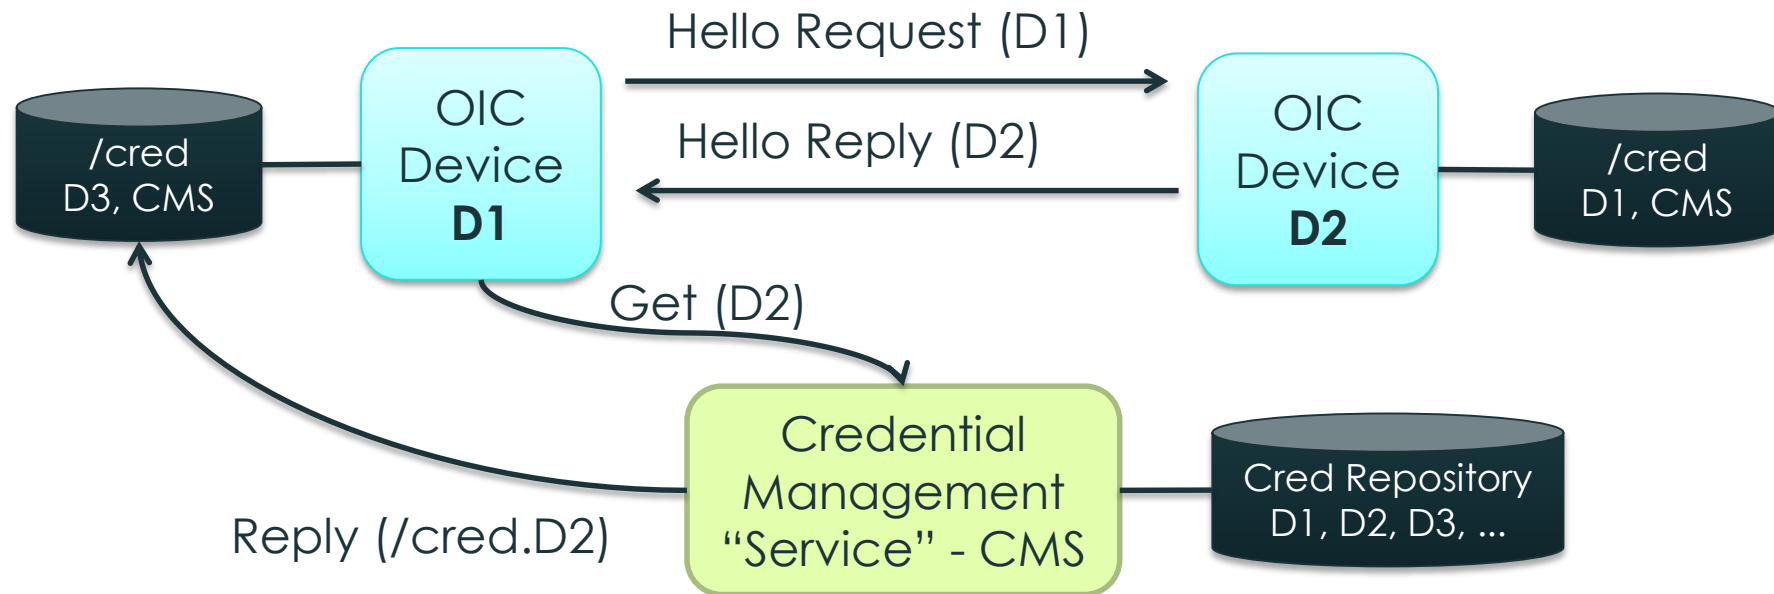 Hello Request (D1)
/cred
D3, CMS
OIC
Device
D1
Hello Reply (D2)
OIC
Device
D2
/cred
D1, CMS
Get (D2)
Credential
Management
“Service” - CMS
Cred Repository
D1, D2, D3, ...
Reply (/cred.D2)